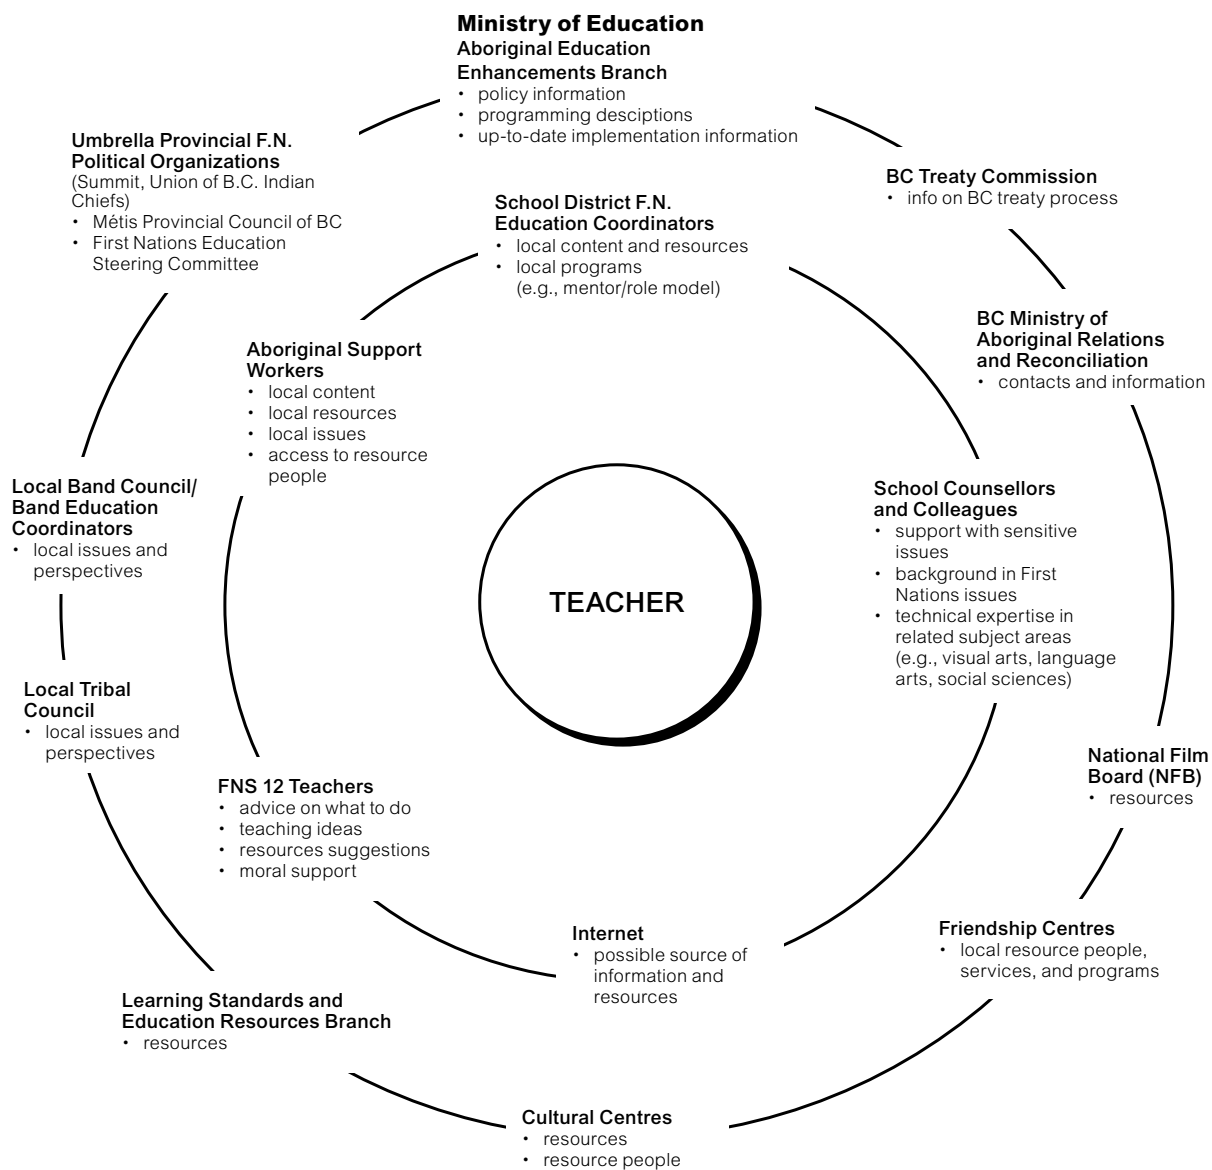 Ministry of Education
Aboriginal Education
Enhancements Branch
• policy information
• programming desciptions
• up-to-date implementation information
Umbrella Provincial F.N.
Political Organizations
(Summit, Union of B.C. Indian
Chiefs)
• Métis Provincial Council of BC
• First Nations Education
Steering Committee
BC Treaty Commission
• info on BC treaty process
School District F.N.
Education Coordinators
• local content and resources
• local programs
(e.g., mentor/role model)
BC Ministry of
Aboriginal Relations
and Reconciliation
• contacts and information
Aboriginal Support
Workers
• local content
• local resources
• local issues
• access to resource
people
Local Band Council/
Band Education
Coordinators
• local issues and
perspectives
School Counsellors
and Colleagues
• support with sensitive
issues
• background in First
Nations issues
• technical expertise in
related subject areas
(e.g., visual arts, language
arts, social sciences)
TEACHER
Local Tribal
Council
• local issues and
perspectives
National Film
Board (NFB)
• resources
FNS 12 Teachers
• advice on what to do
• teaching ideas
• resources suggestions
• moral support
Internet
• possible source of
information and
resources
Friendship Centres
• local resource people,
services, and programs
Learning Standards and
Education Resources Branch
• resources
Cultural Centres
• resources
• resource people